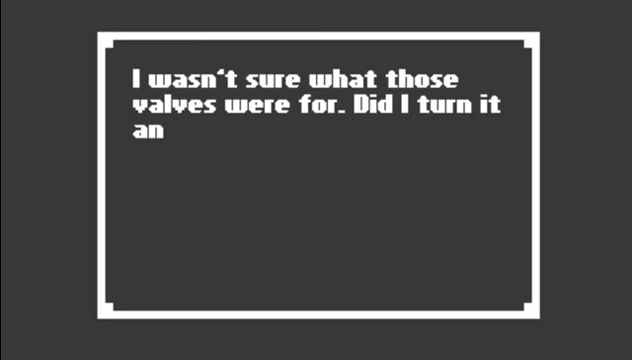 I wasn't sure what those
valves were for. Did I turn it
an